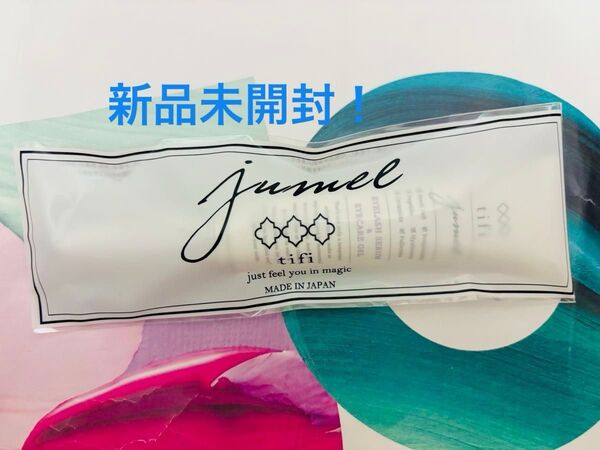 新品未開封！
jumel
tifi
just feel you in magic
MADE IN JAPAN
tifi
jumel
EYELASH SERUM
&
EYE CARE GEL